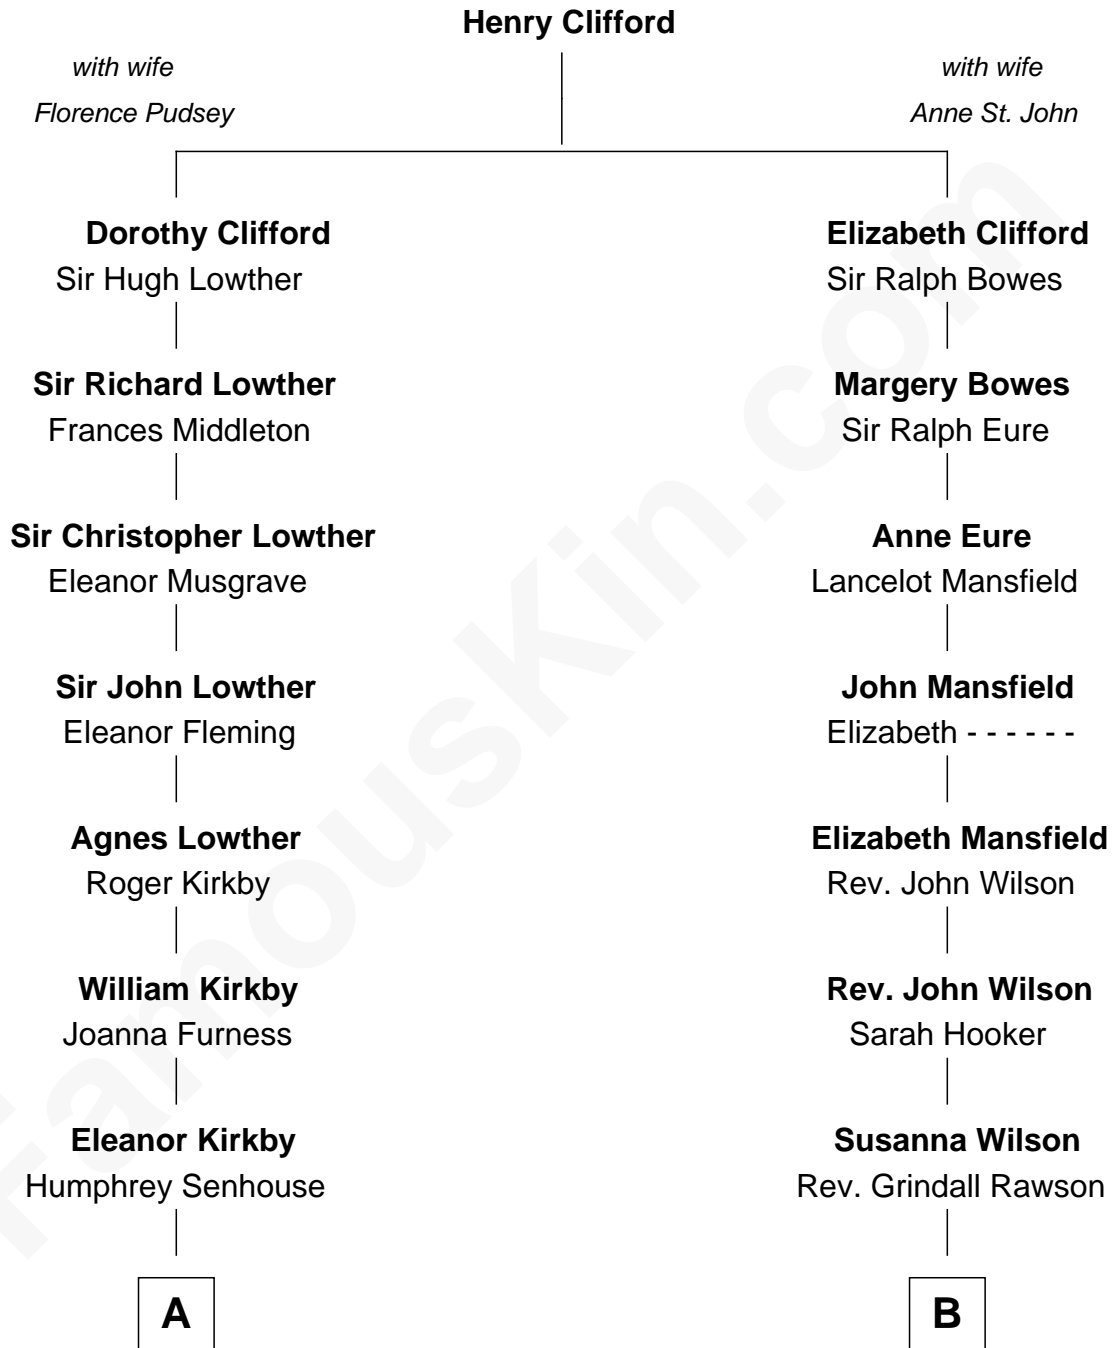 Henry Clifford
with wife
Florence Pudsey
with wife
Anne St. John
Dorothy Clifford
Sir Hugh Lowther
Elizabeth Clifford
Sir Ralph Bowes
Sir Richard Lowther
Frances Middleton
Margery Bowes
Sir Ralph Eure
Sir Christopher Lowther
Eleanor Musgrave
Anne Eure
Lancelot Mansfield
Sir John Lowther
Eleanor Fleming
John Mansfield
Elizabeth - - - - - -
Agnes Lowther
Roger Kirkby
Elizabeth Mansfield
Rev. John Wilson
William Kirkby
Joanna Furness
Rev. John Wilson
Sarah Hooker
Eleanor Kirkby
Humphrey Senhouse
Susanna Wilson
Rev. Grindall Rawson
A
B
FamousKin.com